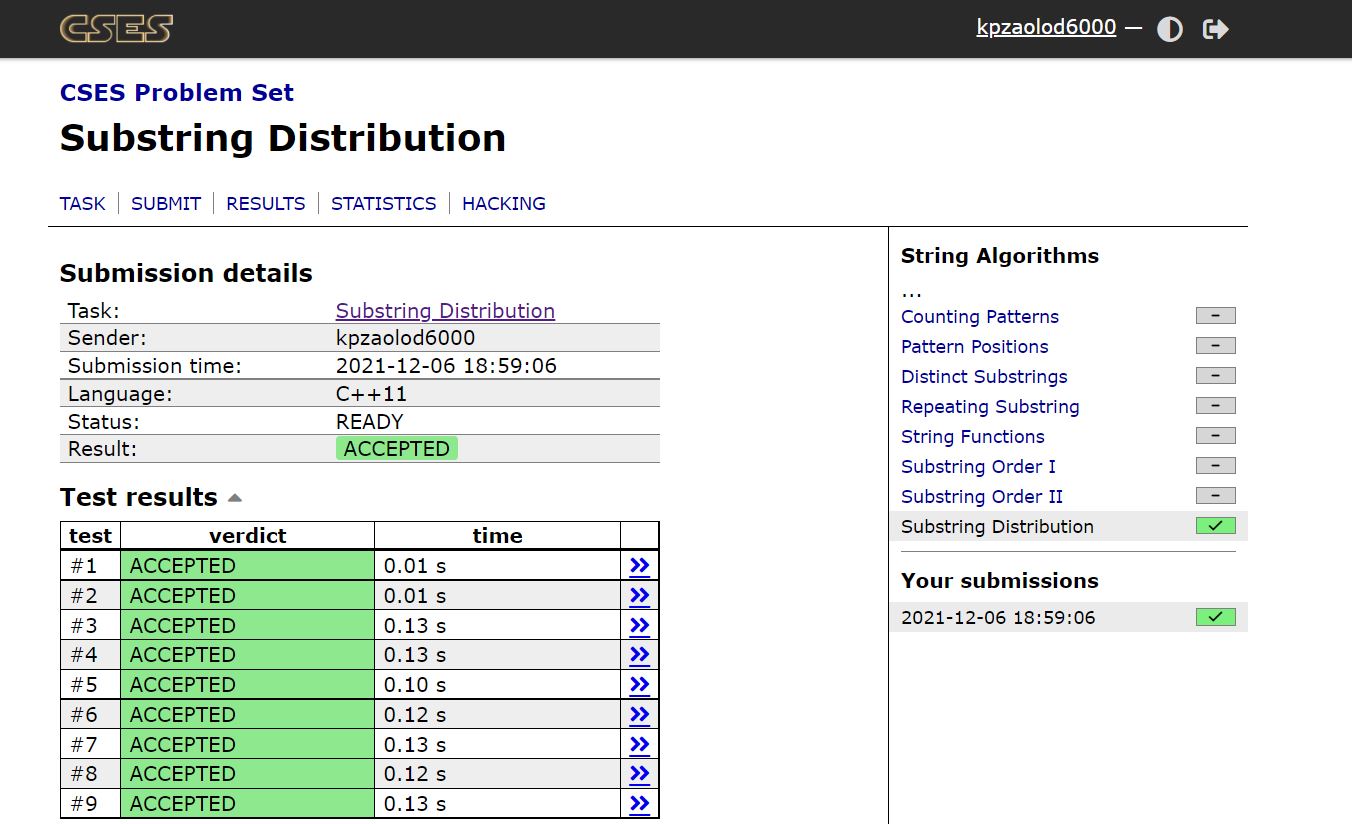 CSES
kpzaolod6000 —
CSES Problem Set
Substring Distribution
TASK SUBMIT RESULTS STATISTICS HACKING
Submission details
Task: Substring Distribution
Sender: kpzaolod6000
Submission time: 2021-12-06 18:59:06
Language: C++11
Status: READY
Result: ACCEPTED
Test results
test verdict time
#1 ACCEPTED 0.01 s »
#2 ACCEPTED 0.01 s »
#3 ACCEPTED 0.13 s »
#4 ACCEPTED 0.13 s »
#5 ACCEPTED 0.10 s »
#6 ACCEPTED 0.12 s »
#7 ACCEPTED 0.13 s »
#8 ACCEPTED 0.12 s »
#9 ACCEPTED 0.13 s »
String Algorithms
...
Counting Patterns –
Pattern Positions –
Distinct Substrings –
Repeating Substring –
String Functions –
Substring Order I –
Substring Order II –
Substring Distribution ✓
Your submissions
2021-12-06 18:59:06 ✓